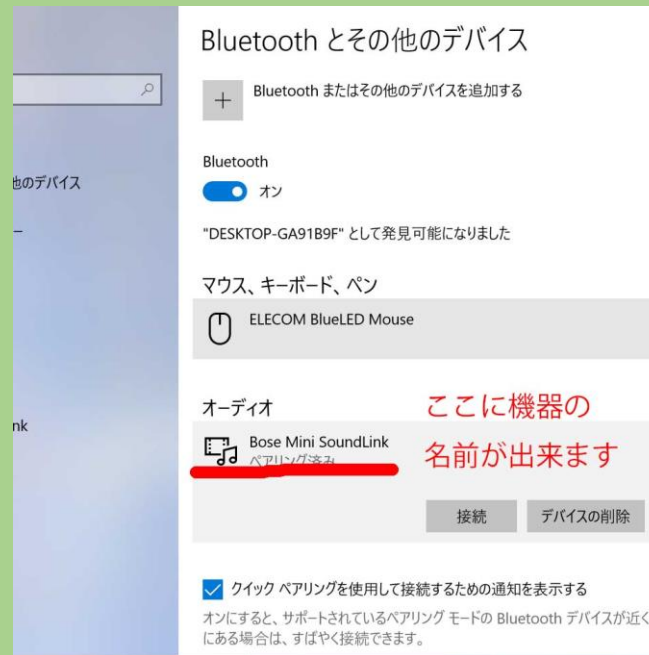 Bluetooth とその他のデバイス
Bluetooth またはその他のデバイスを追加する
Bluetooth
他のデバイス
オン
"DESKTOP-GA91B9F" として発見可能になりました
マウス、キーボード、ペン
ELECOM BlueLED Mouse
オーディオ
ここに機器の
nk
Bose Mini SoundLink
名前が出来ます
ペアリング済み
接続
デバイスの削除
クイック ペアリングを使用して接続するための通知を表示する
オンにすると、サポートされているペアリング モードの Bluetooth デバイスが近く
にある場合は、すばやく接続できます。